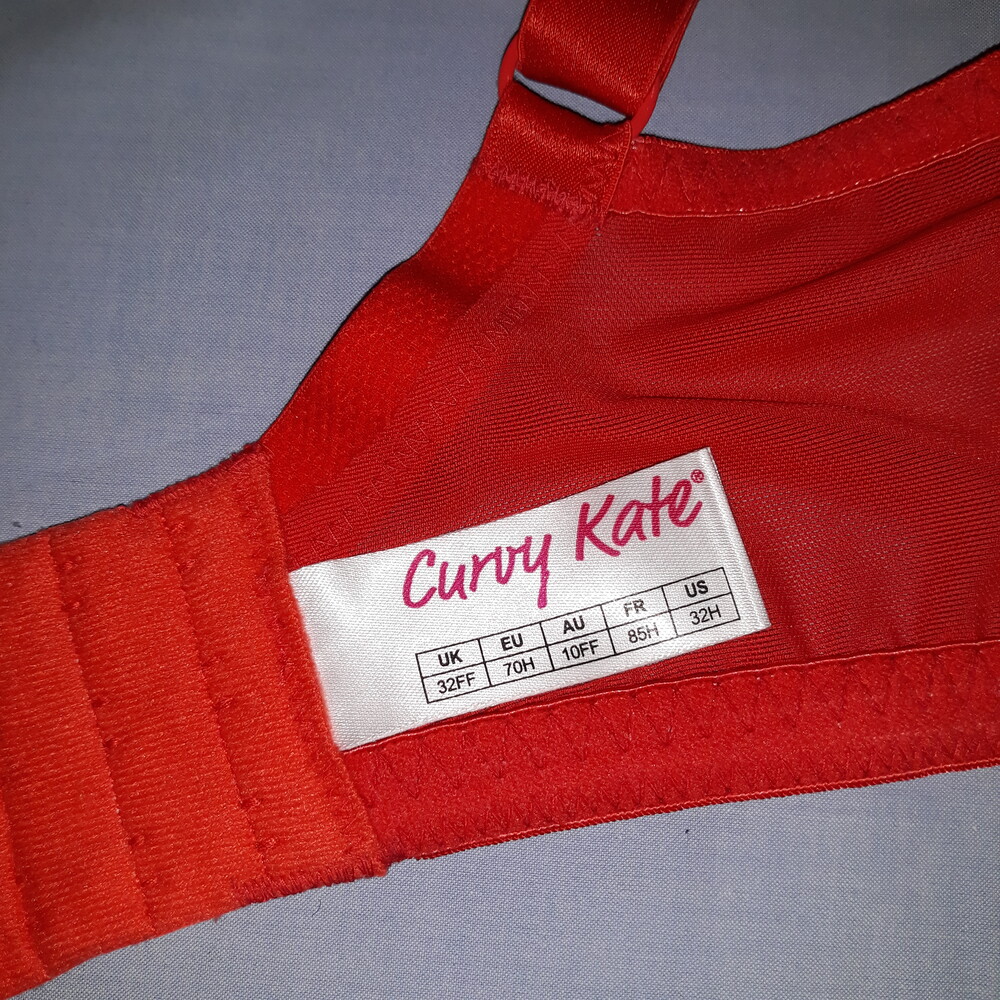 Curvy Kate®
UK EU AU FR US
32FF 70H 10FF 85H 32H